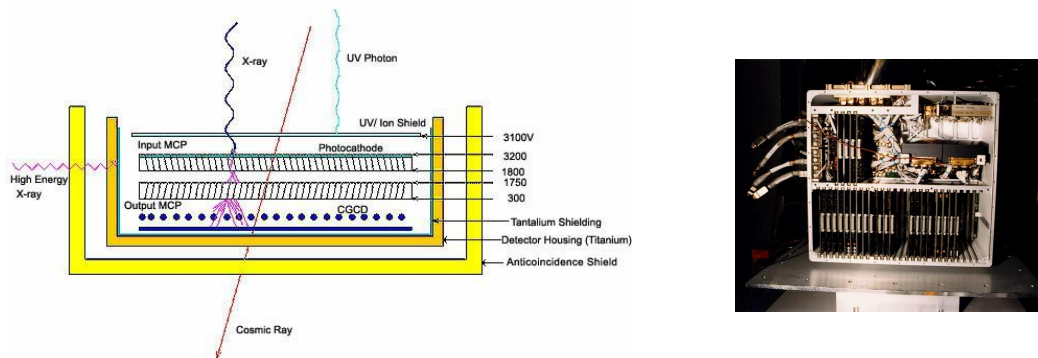 X-ray
UV Photon
UV/ Ion Shield
3100V
Input MCP
Photocathode
3200
1800
High Energy
X-ray
1750
300
Output MCP
CGCD
Tantalium Shielding
Detector Housing (Titanium)
Anticoincidence Shield
Cosmic Ray